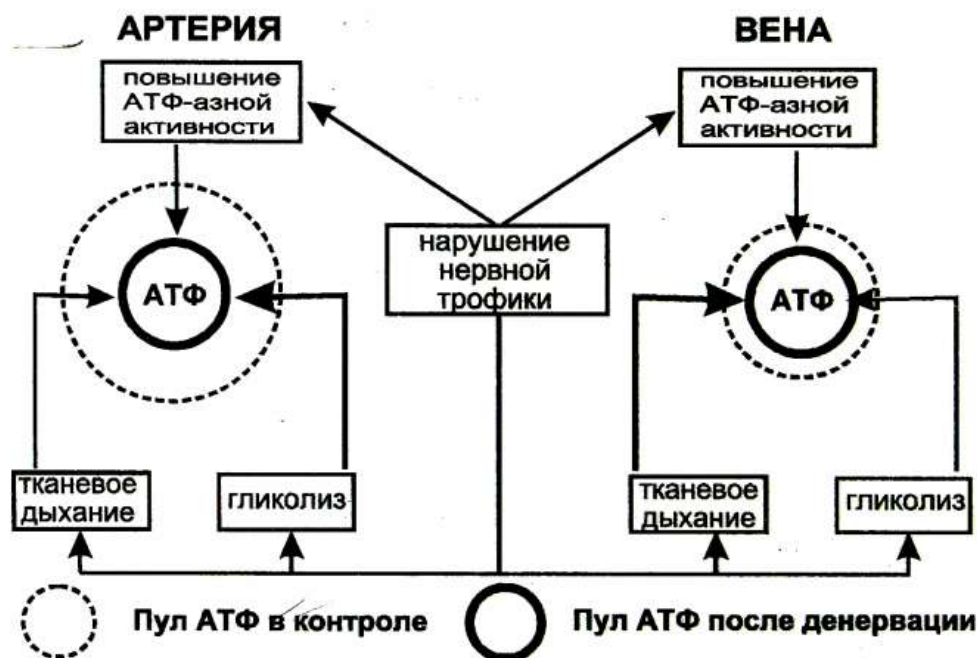 АРТЕРИЯ
ВЕНА
повышение
АТФ-азной
активности
повышение
АТФ-азной
активности
нарушение
нервной
трофики
АТФ
АТФ
тканевое
дыхание
гликолиз
тканевое
дыхание
гликолиз
Пул АТФ в контроле
Пул АТФ после денервации